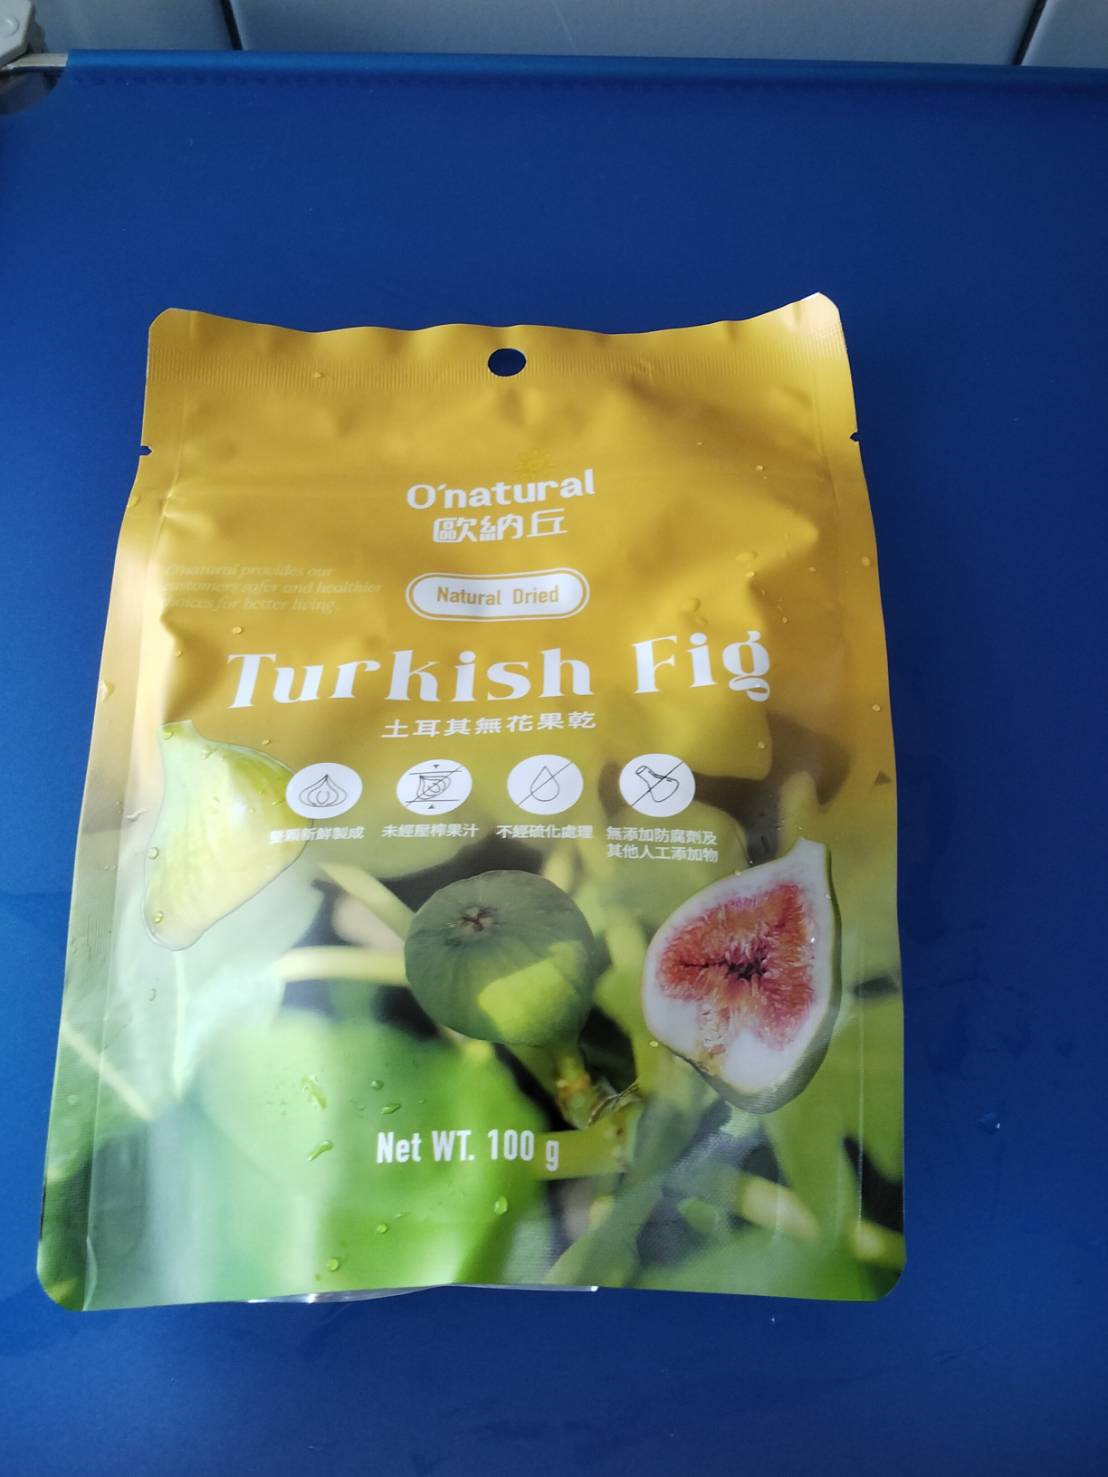 O'natural
歐納丘
O'natural provides our
customers safer and healthier
choices for better living
Natural Dried
Turkish Fig
土耳其無花果乾
整顆新鮮製成
未經壓榨果汁
不經硫化處理
無添加防腐劑及
其他人工添加物
Net WT. 100 g